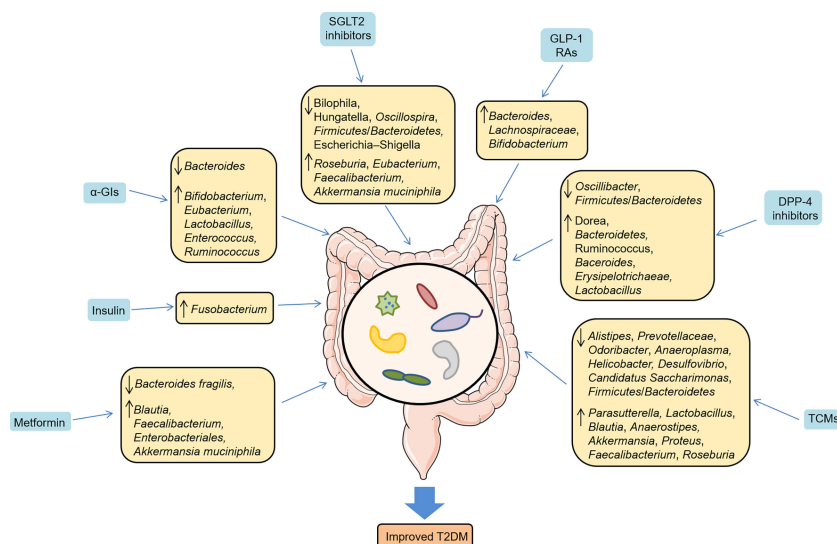 SGLT2
inhibitors
GLP-1
RAs
↓Bilophila,
Hungatella, Oscillospira,
Firmicutes/Bacteroidetes,
Escherichia–Shigella
↑Roseburia, Eubacterium,
Faecalibacterium,
Akkermansia muciniphila
↑Bacteroides,
Lachnospiraceae,
Bifidobacterium
α-GIs
↓Bacteroides
↑Bifidobacterium,
Eubacterium,
Lactobacillus,
Enterococcus,
Ruminococcus
↓Oscillibacter,
Firmicutes/Bacteroidetes
↑Dorea,
Bacteroidetes,
Ruminococcus,
Baceroides,
Erysipelotrichaeae,
Lactobacillus
DPP-4
inhibitors
Insulin
↑Fusobacterium
Metformin
↓Bacteroides fragilis,
↑Blautia,
Faecalibacterium,
Enterobacteriales,
Akkermansia muciniphila
↓Alistipes, Prevotellaceae,
Odoribacter, Anaeroplasma,
Helicobacter, Desulfovibrio,
Candidatus Saccharimonas,
Firmicutes/Bacteroidetes
↑Parasutterella, Lactobacillus,
Blautia, Anaerostipes,
Akkermansia, Proteus,
Faecalibacterium, Roseburia
TCMs
Improved T2DM